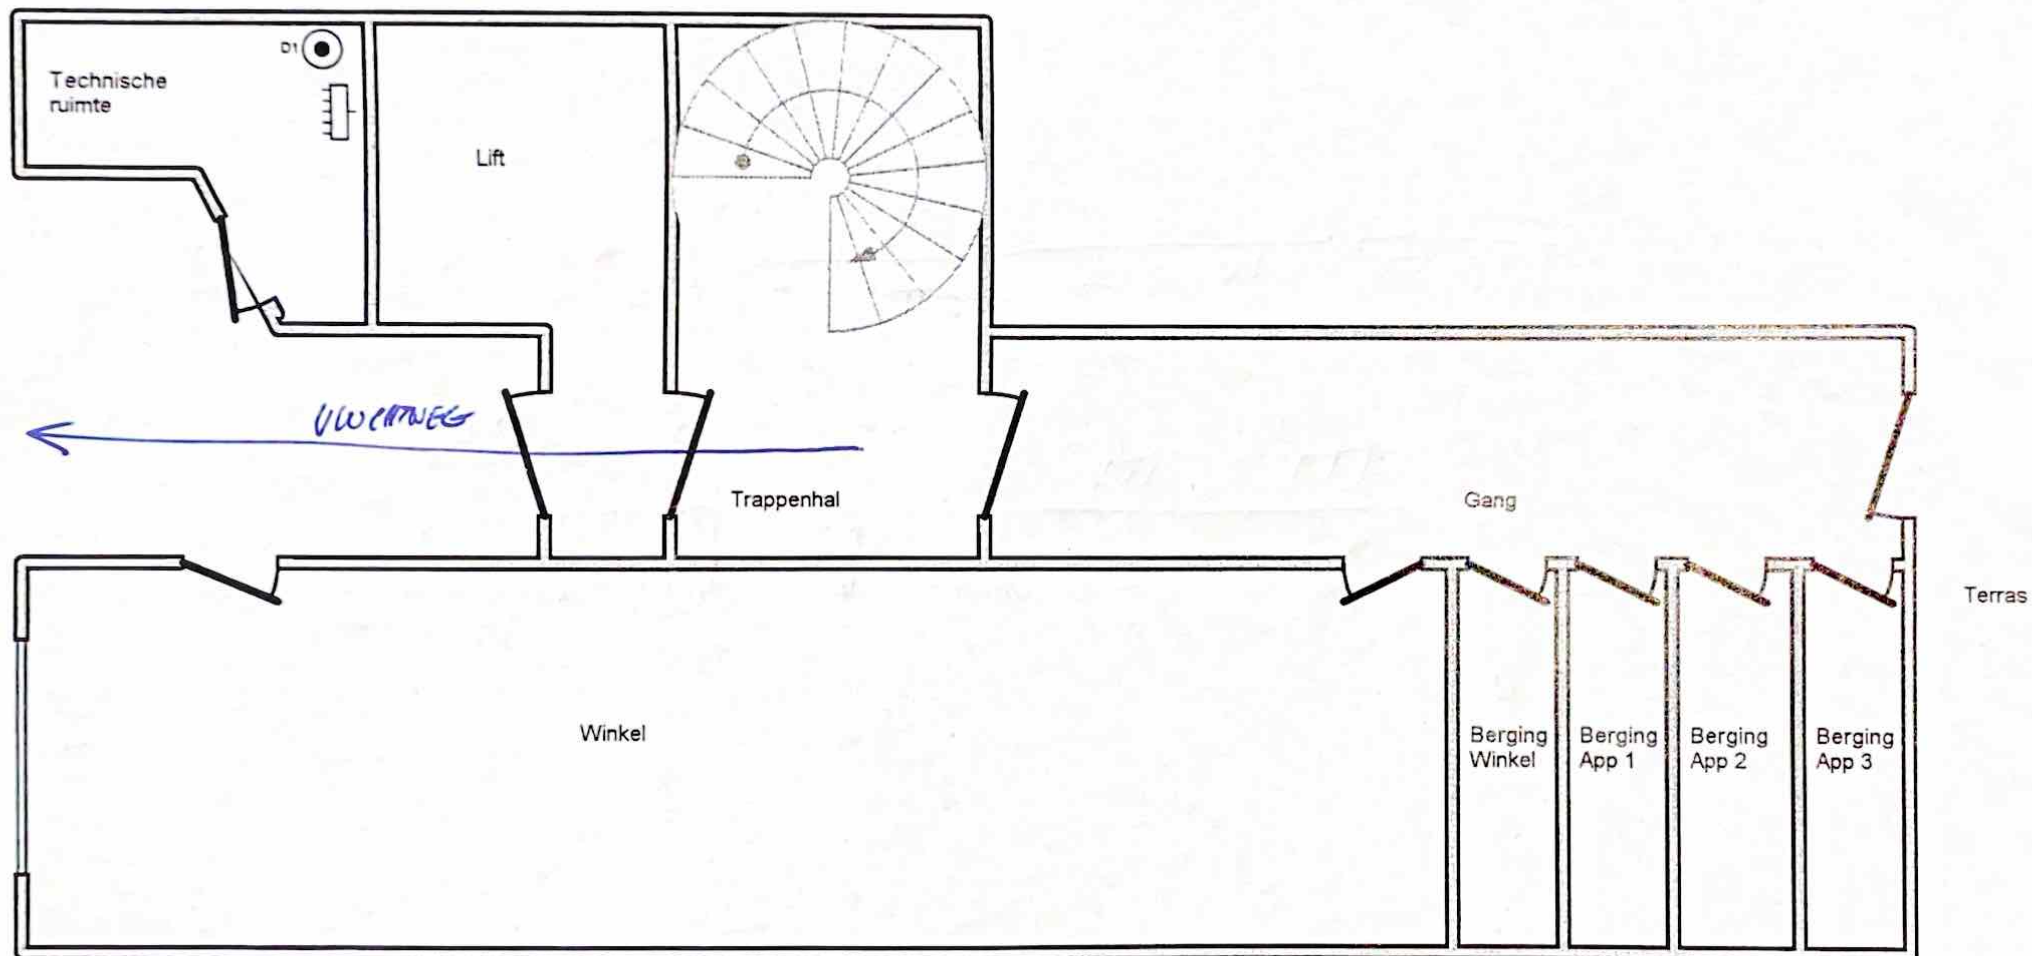 D1
Technische
ruimte
Lift
VLUCHTWEG
Trappenhal
Gang
Terras
Winkel
Berging
Winkel
Berging
App 1
Berging
App 2
Berging
App 3